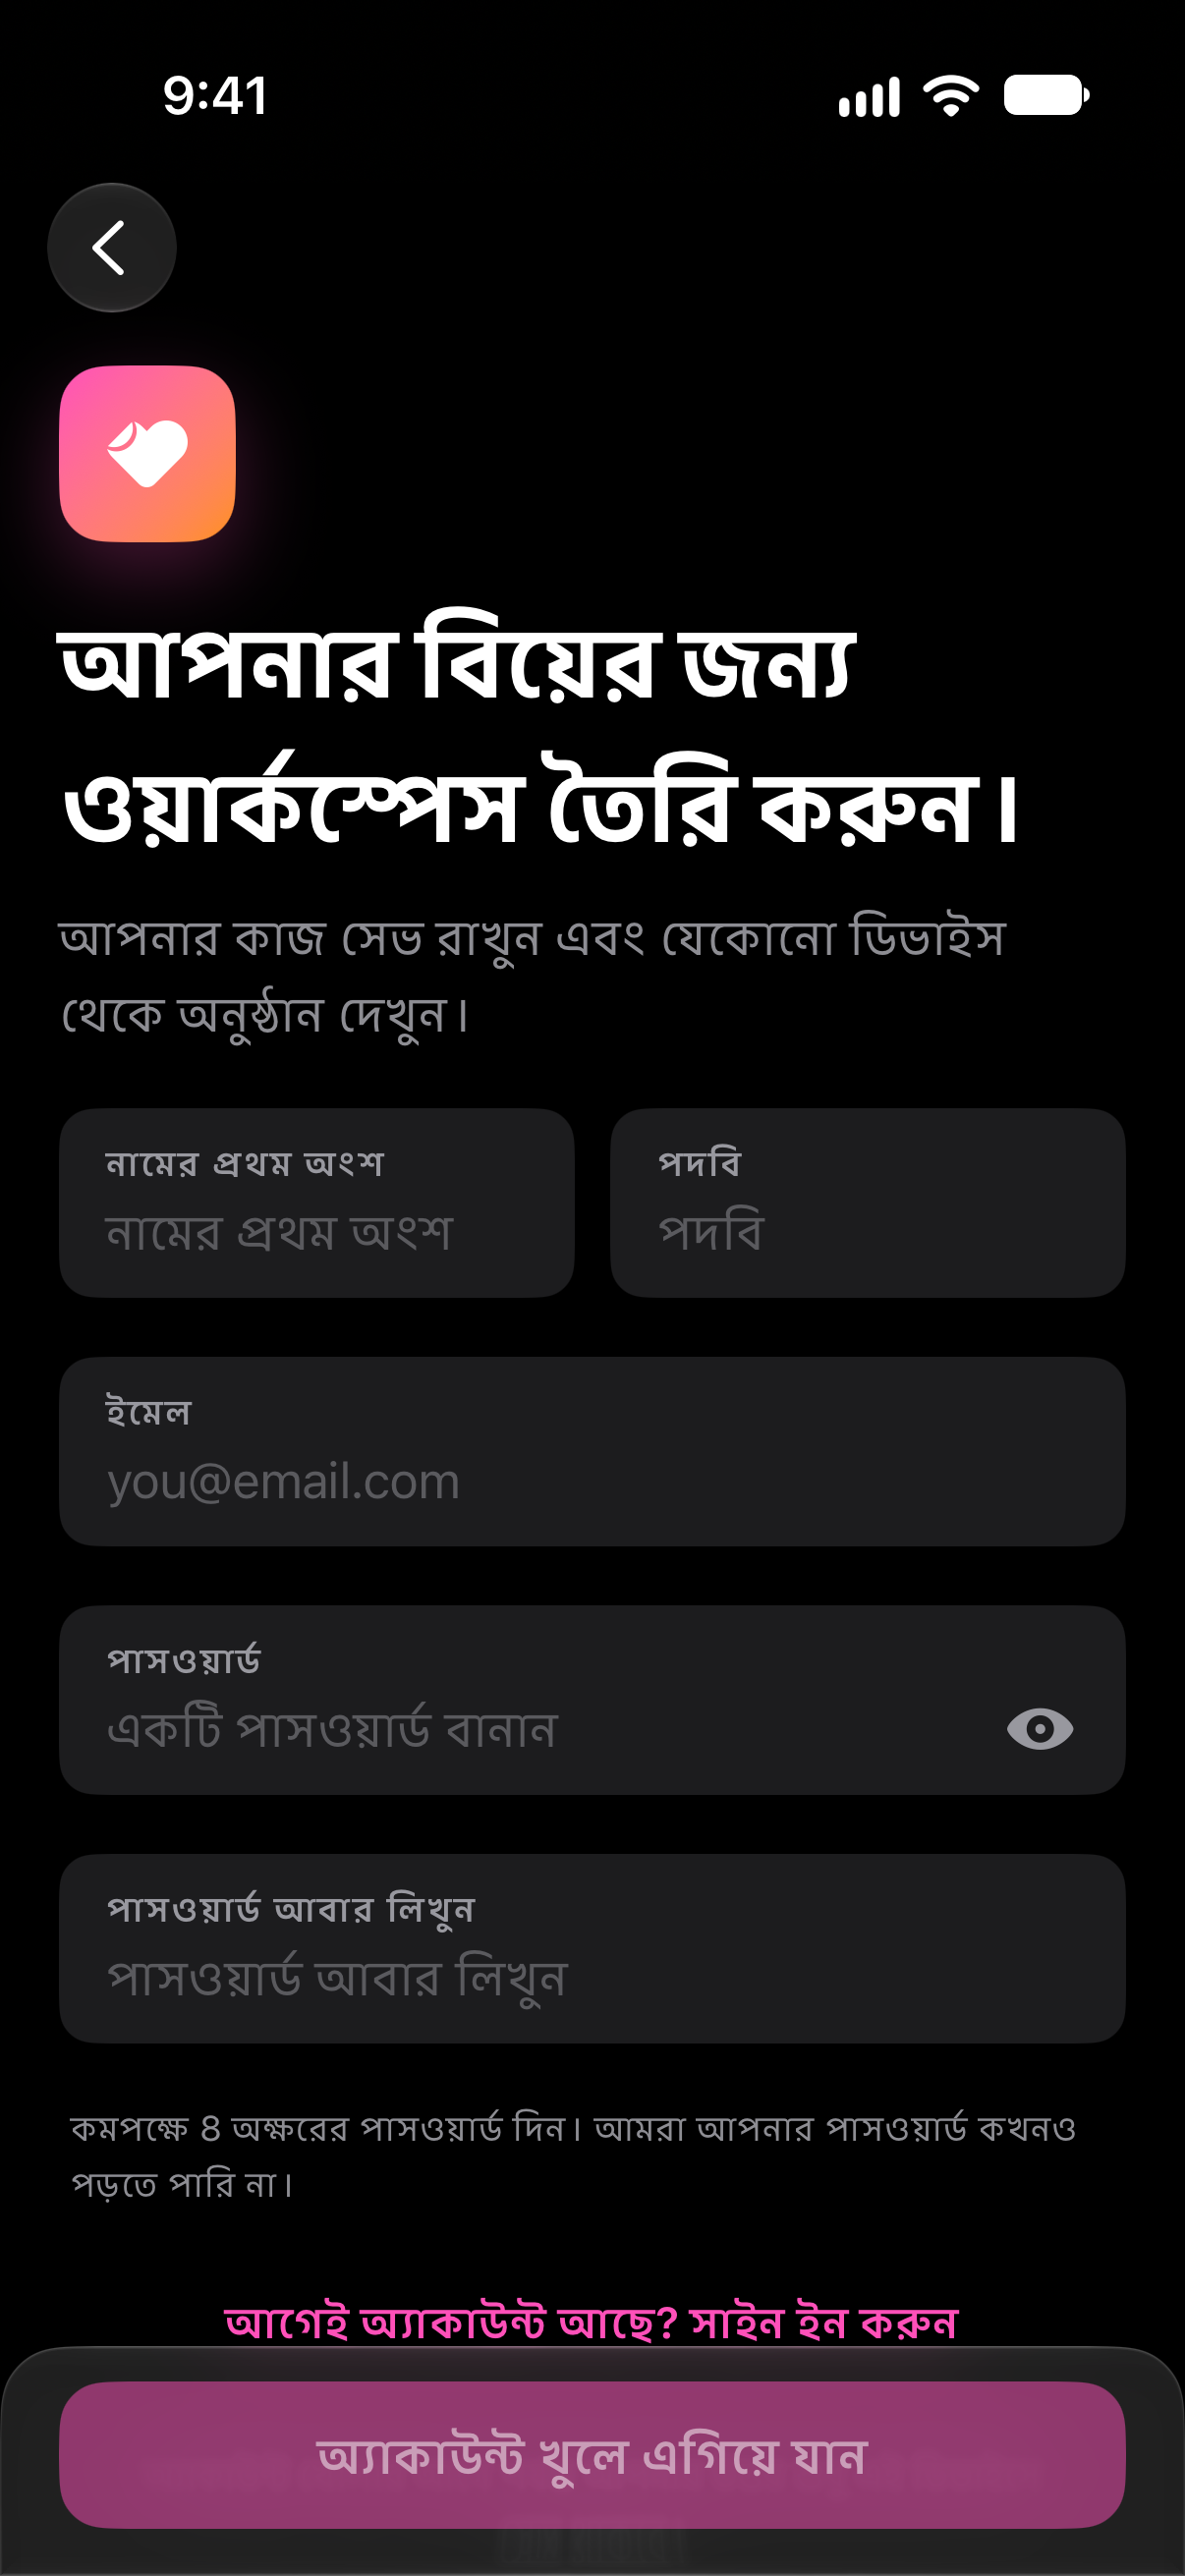 9:41
আপনার বিয়ের জন্য
ওয়ার্কস্পেস তৈরি করুন।
আপনার কাজ সেভ রাখুন এবং যেকোনো ডিভাইস
থেকে অনুষ্ঠান দেখুন।
নামের প্রথম অংশ
নামের প্রথম অংশ
পদবি
পদবি
ইমেল
you@email.com
পাসওয়ার্ড
একটি পাসওয়ার্ড বানান
পাসওয়ার্ড আবার লিখুন
পাসওয়ার্ড আবার লিখুন
কমপক্ষে 8 অক্ষরের পাসওয়ার্ড দিন। আমরা আপনার পাসওয়ার্ড কখনও
পড়তে পারি না।
আগেই অ্যাকাউন্ট আছে? সাইন ইন করুন
অ্যাকাউন্ট খুলে এগিয়ে যান